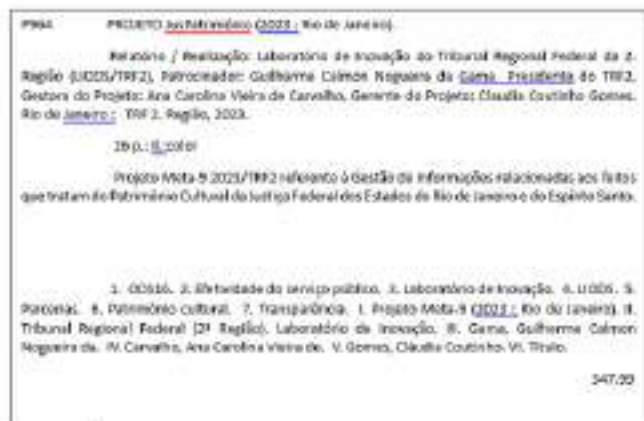 P964 PROJETO JusPatrimônio (2023 : Rio de Janeiro).
Relatório / Realização: Laboratório de Inovação do Tribunal Regional Federal da 2.
Região (LIODS/TRF2), Patrocinador: Guilherme Calmon Nogueira da Gama. Presidente do TRF2.
Gestora do Projeto: Ana Carolina Vieira de Carvalho, Gerente do Projeto: Claudia Coutinho Gomes.
Rio de Janeiro : TRF 2. Região, 2023.
26 p.: il. color
Projeto Meta-9 2023/TRF2 referente à Gestão de Informações relacionadas aos feitos
que tratam do Patrimônio Cultural da Justiça Federal dos Estados do Rio de Janeiro e do Espírito Santo.
1. ODS16. 2. Efetividade do serviço público. 3. Laboratório de Inovação. 4. LIODS. 5.
Parcerias. 6. Patrimônio cultural. 7. Transparência. I. Projeto Meta-9 (2023 : Rio de Janeiro). II.
Tribunal Regional Federal (2ª Região). Laboratório de Inovação. III. Gama, Guilherme Calmon
Nogueira da. IV. Carvalho, Ana Carolina Vieira de. V. Gomes, Cláudia Coutinho. VI. Título.
347.99